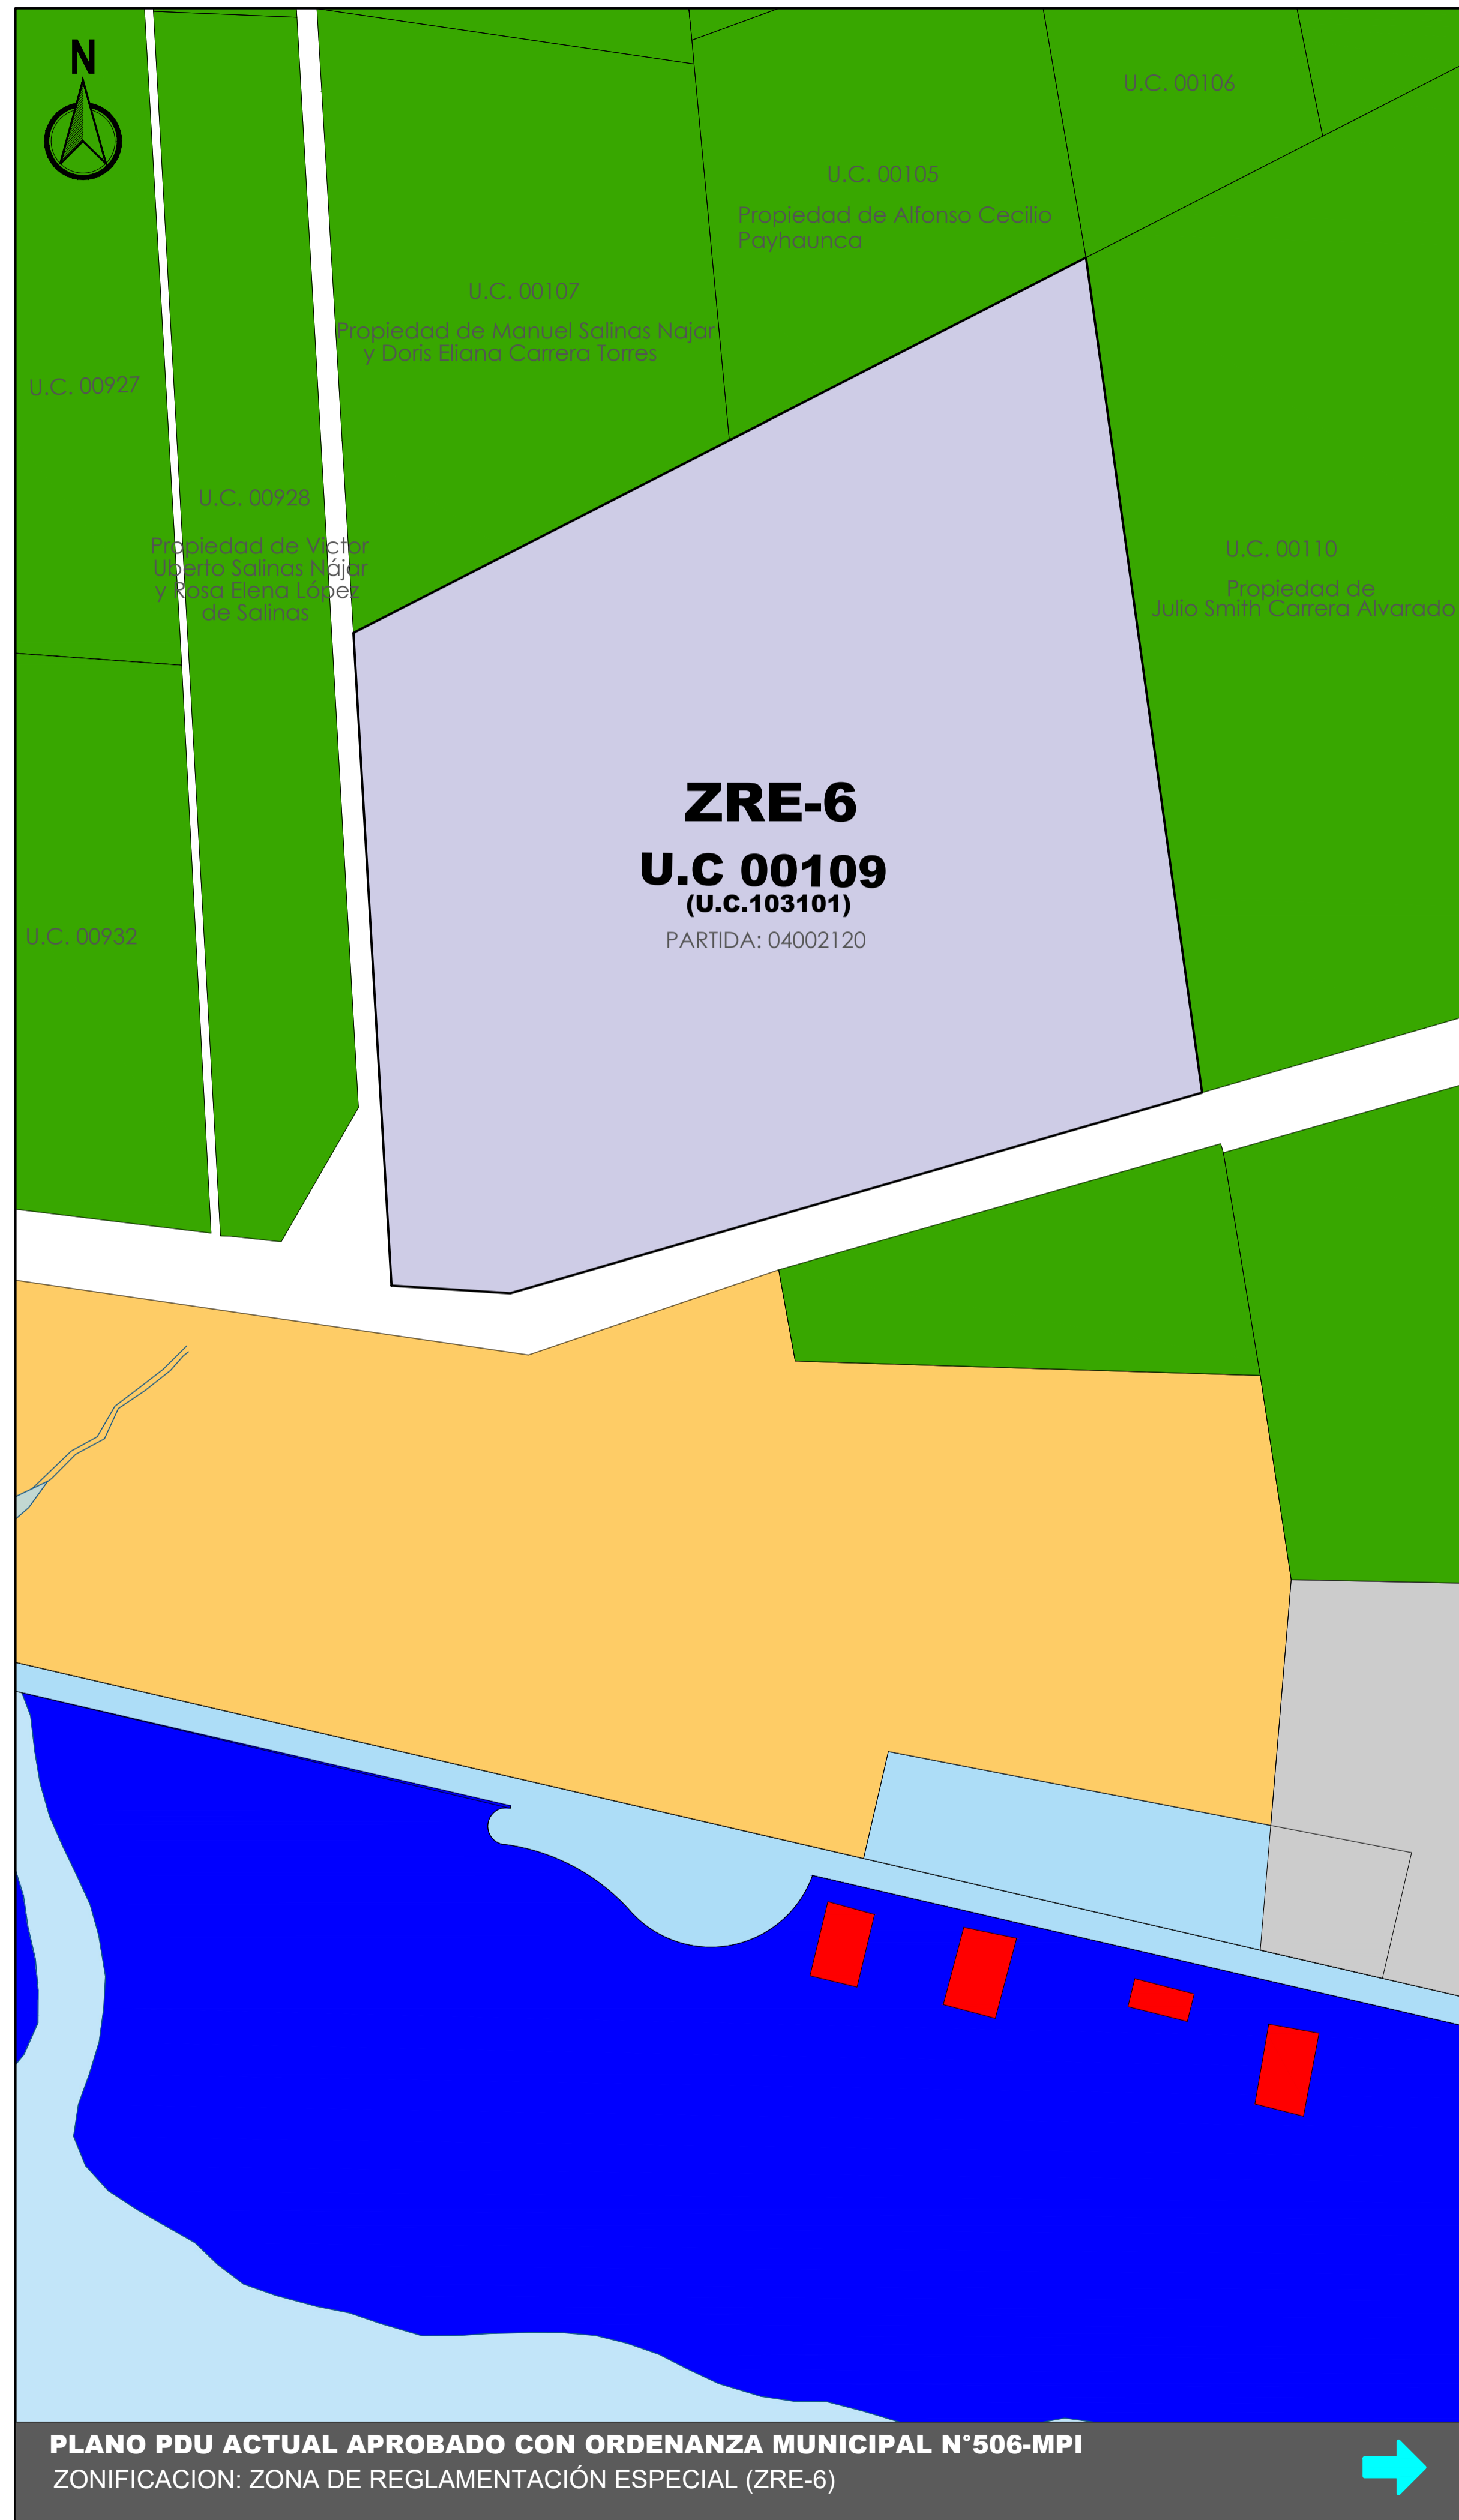 N
U.C. 00106
U.C. 00105
Propiedad de Alfonso Cecilio
Payhaunca
U.C. 00107
Propiedad de Manuel Salinas Najar
y Doris Eliana Carrera Torres
U.C. 00927
U.C. 00928
Propiedad de Victor
Uberto Salinas Nájar
y Rosa Elena López
de Salinas
U.C. 00110
Propiedad de
Julio Smith Carrera Alvarado
ZRE-6
U.C 00109
(U.C.103101)
PARTIDA: 04002120
U.C. 00932
PLANO PDU ACTUAL APROBADO CON ORDENANZA MUNICIPAL N°506-MPI
ZONIFICACION: ZONA DE REGLAMENTACIÓN ESPECIAL (ZRE-6)